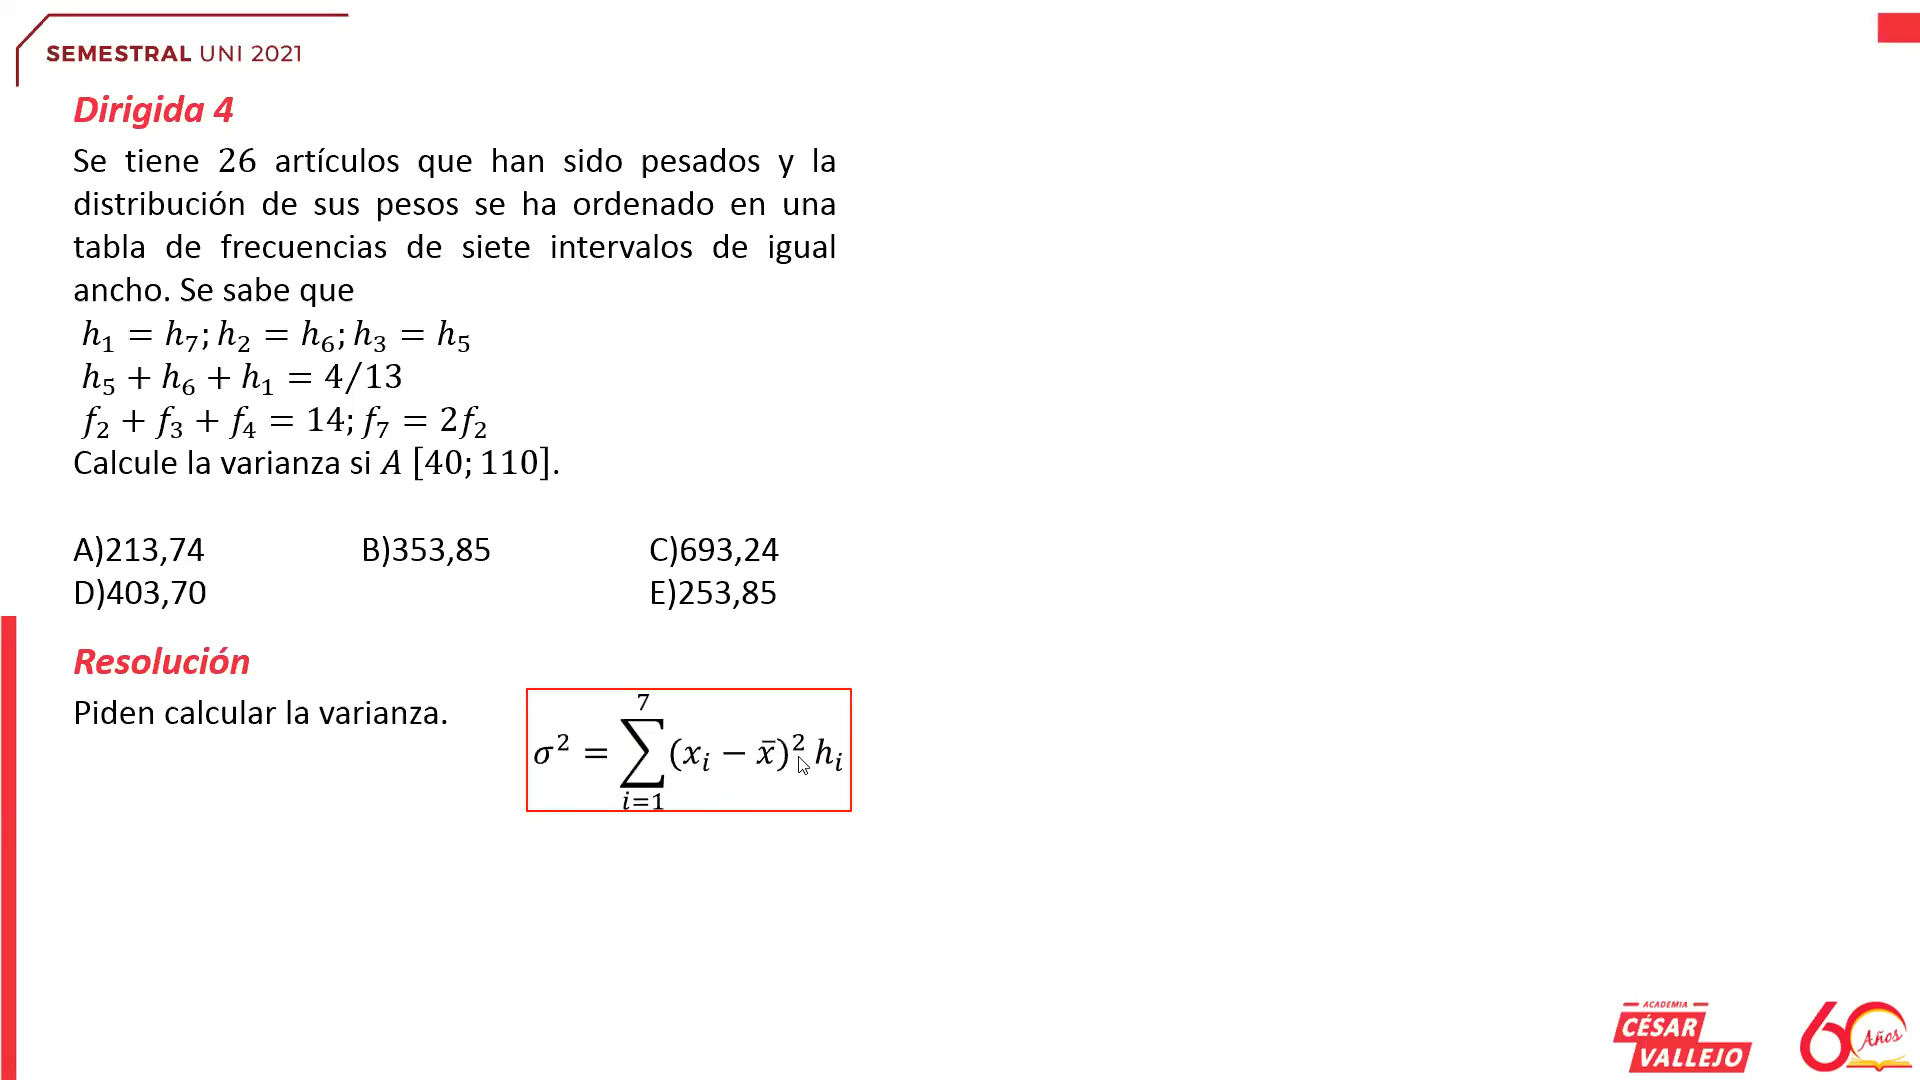 SEMESTRAL UNI 2021
Dirigida 4
Se tiene 26 artículos que han sido pesados y la
distribución de sus pesos se ha ordenado en una
tabla de frecuencias de siete intervalos de igual
ancho. Se sabe que
h₁ = h₇; h₂ = h₆; h₃ = h₅
h₅ + h₆ + h₁ = 4/13
f₂ + f₃ + f₄ = 14; f₇ = 2f₂
Calcule la varianza si A [40; 110].
A)213,74 B)353,85 C)693,24
D)403,70 E)253,85
Resolución
Piden calcular la varianza. σ² = ∑_{i=1}^{7} (xᵢ − x̄)² hᵢ
ACADEMIA
CÉSAR
VALLEJO
60 Años